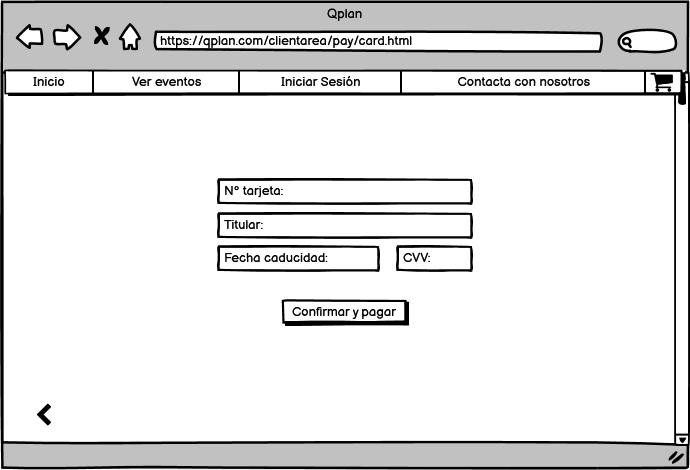 Qplan
https://qplan.com/clientarea/pay/card.html
Inicio Ver eventos Iniciar Sesión Contacta con nosotros
Nº tarjeta:
Titular:
Fecha caducidad: CVV:
Confirmar y pagar